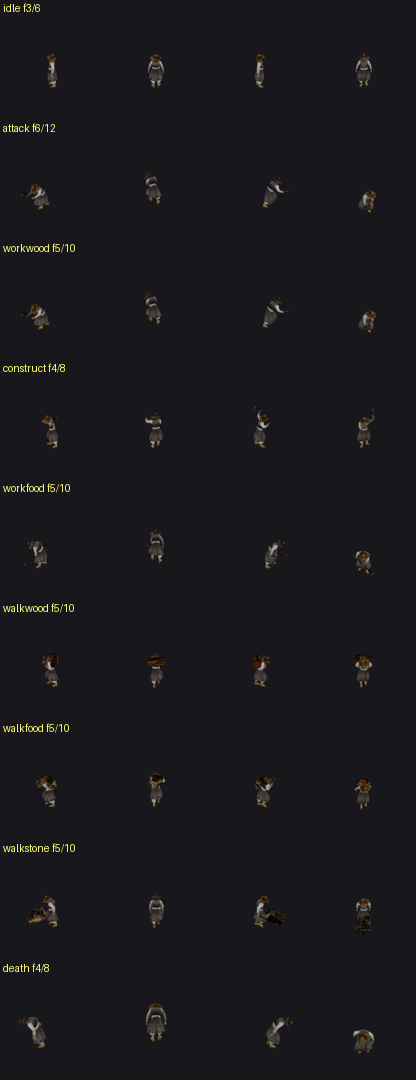 idle f3/6
attack f6/12
workwood f5/10
construct f4/8
workfood f5/10
walkwood f5/10
walkfood f5/10
walkstone f5/10
death f4/8